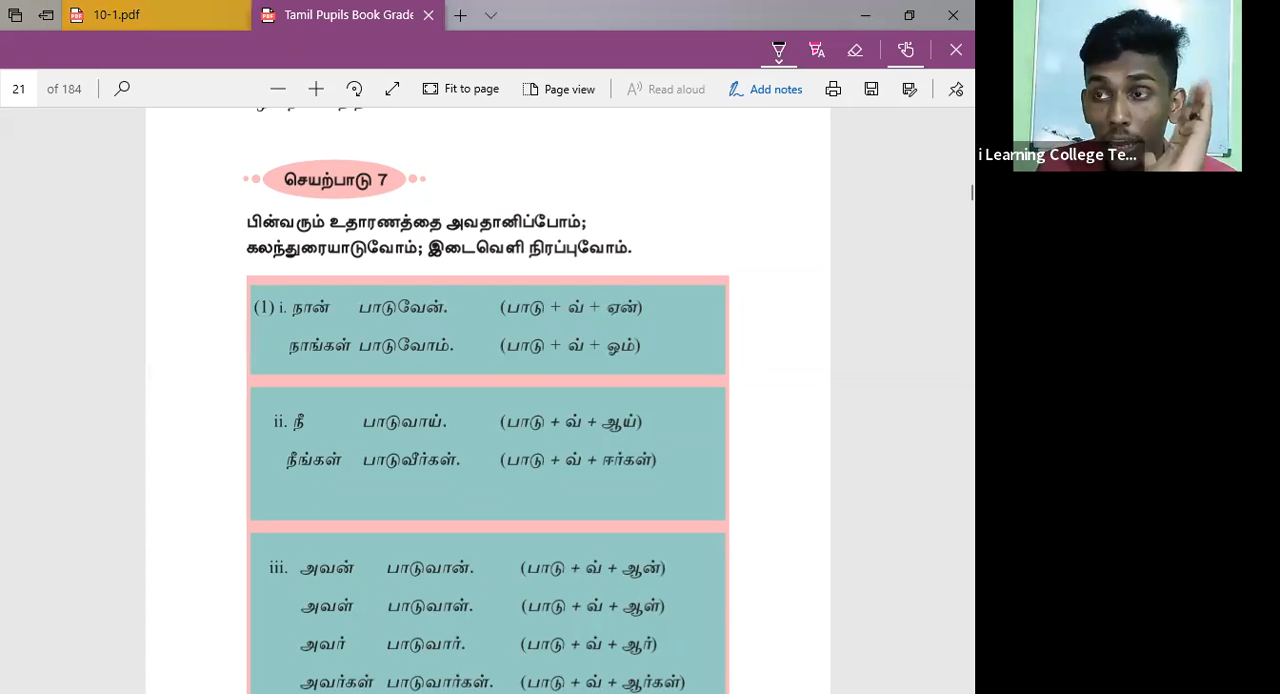 10-1.pdf
Tamil Pupils Book Grade
21 of 184
Fit to page
Page view
Read aloud
Add notes
i Learning College Te...
செயற்பாடு 7
பின்வரும் உதாரணத்தை அவதானிப்போம்;
கலந்துரையாடுவோம்; இடைவெளி நிரப்புவோம்.
(1) i. நான் பாடுவேன். (பாடு + வ் + ஏன்)
நாங்கள் பாடுவோம். (பாடு + வ் + ஓம்)
ii. நீ பாடுவாய். (பாடு + வ் + ஆய்)
நீங்கள் பாடுவீர்கள். (பாடு + வ் + ஈர்கள்)
iii. அவன் பாடுவான். (பாடு + வ் + ஆன்)
அவள் பாடுவாள். (பாடு + வ் + ஆள்)
அவர் பாடுவார். (பாடு + வ் + ஆர்)
அவர்கள் பாடுவார்கள். (பாடு + வ் + ஆர்கள்)